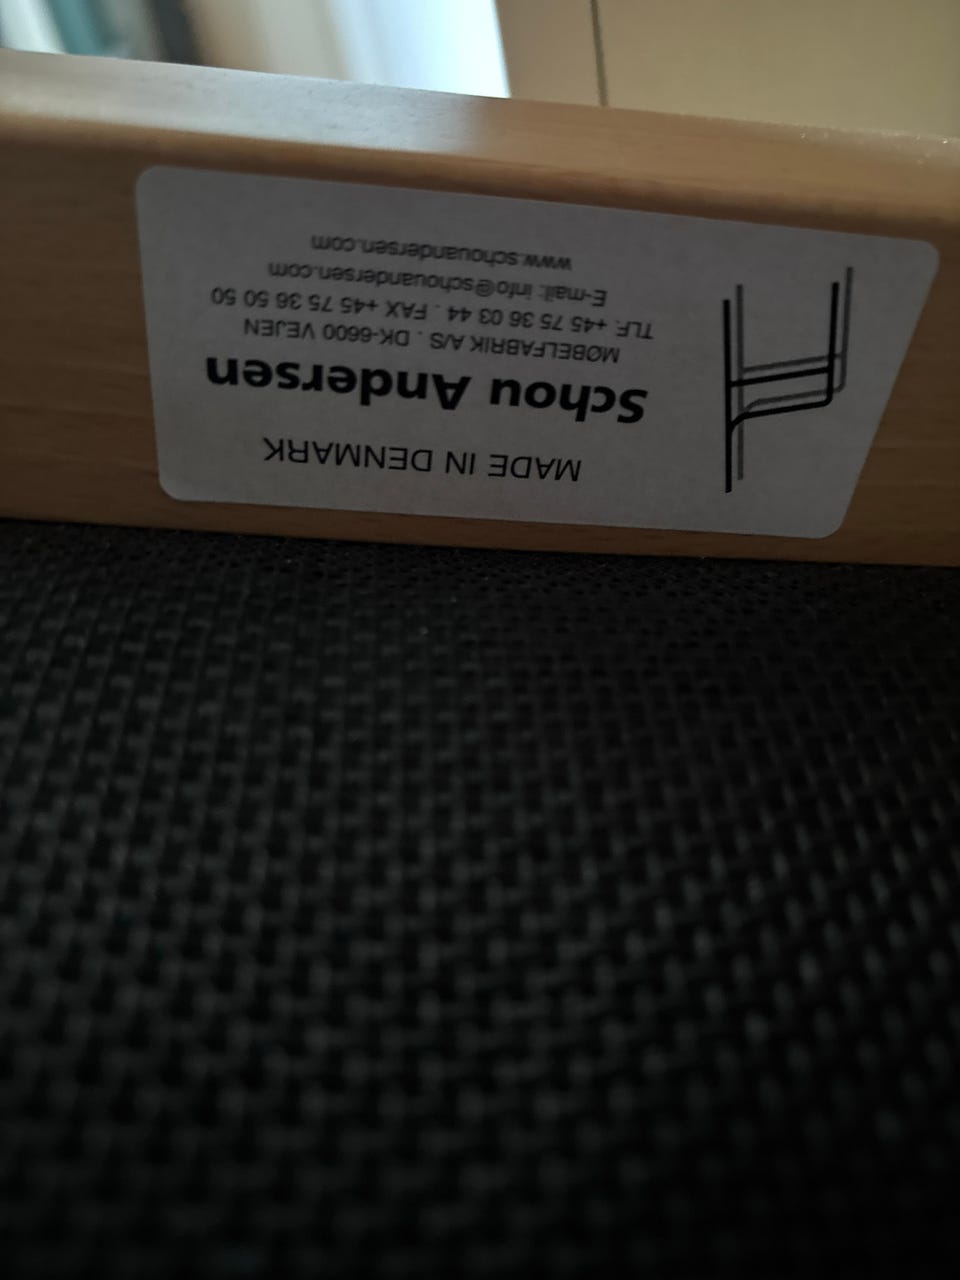 MADE IN DENMARK
Schou Andersen
MØBELFABRIK A/S . DK-6600 VEJEN
TLF. +45 75 36 03 44 . FAX +45 75 36 50 50
E-mail: info@schouandersen.com
www.schouandersen.com